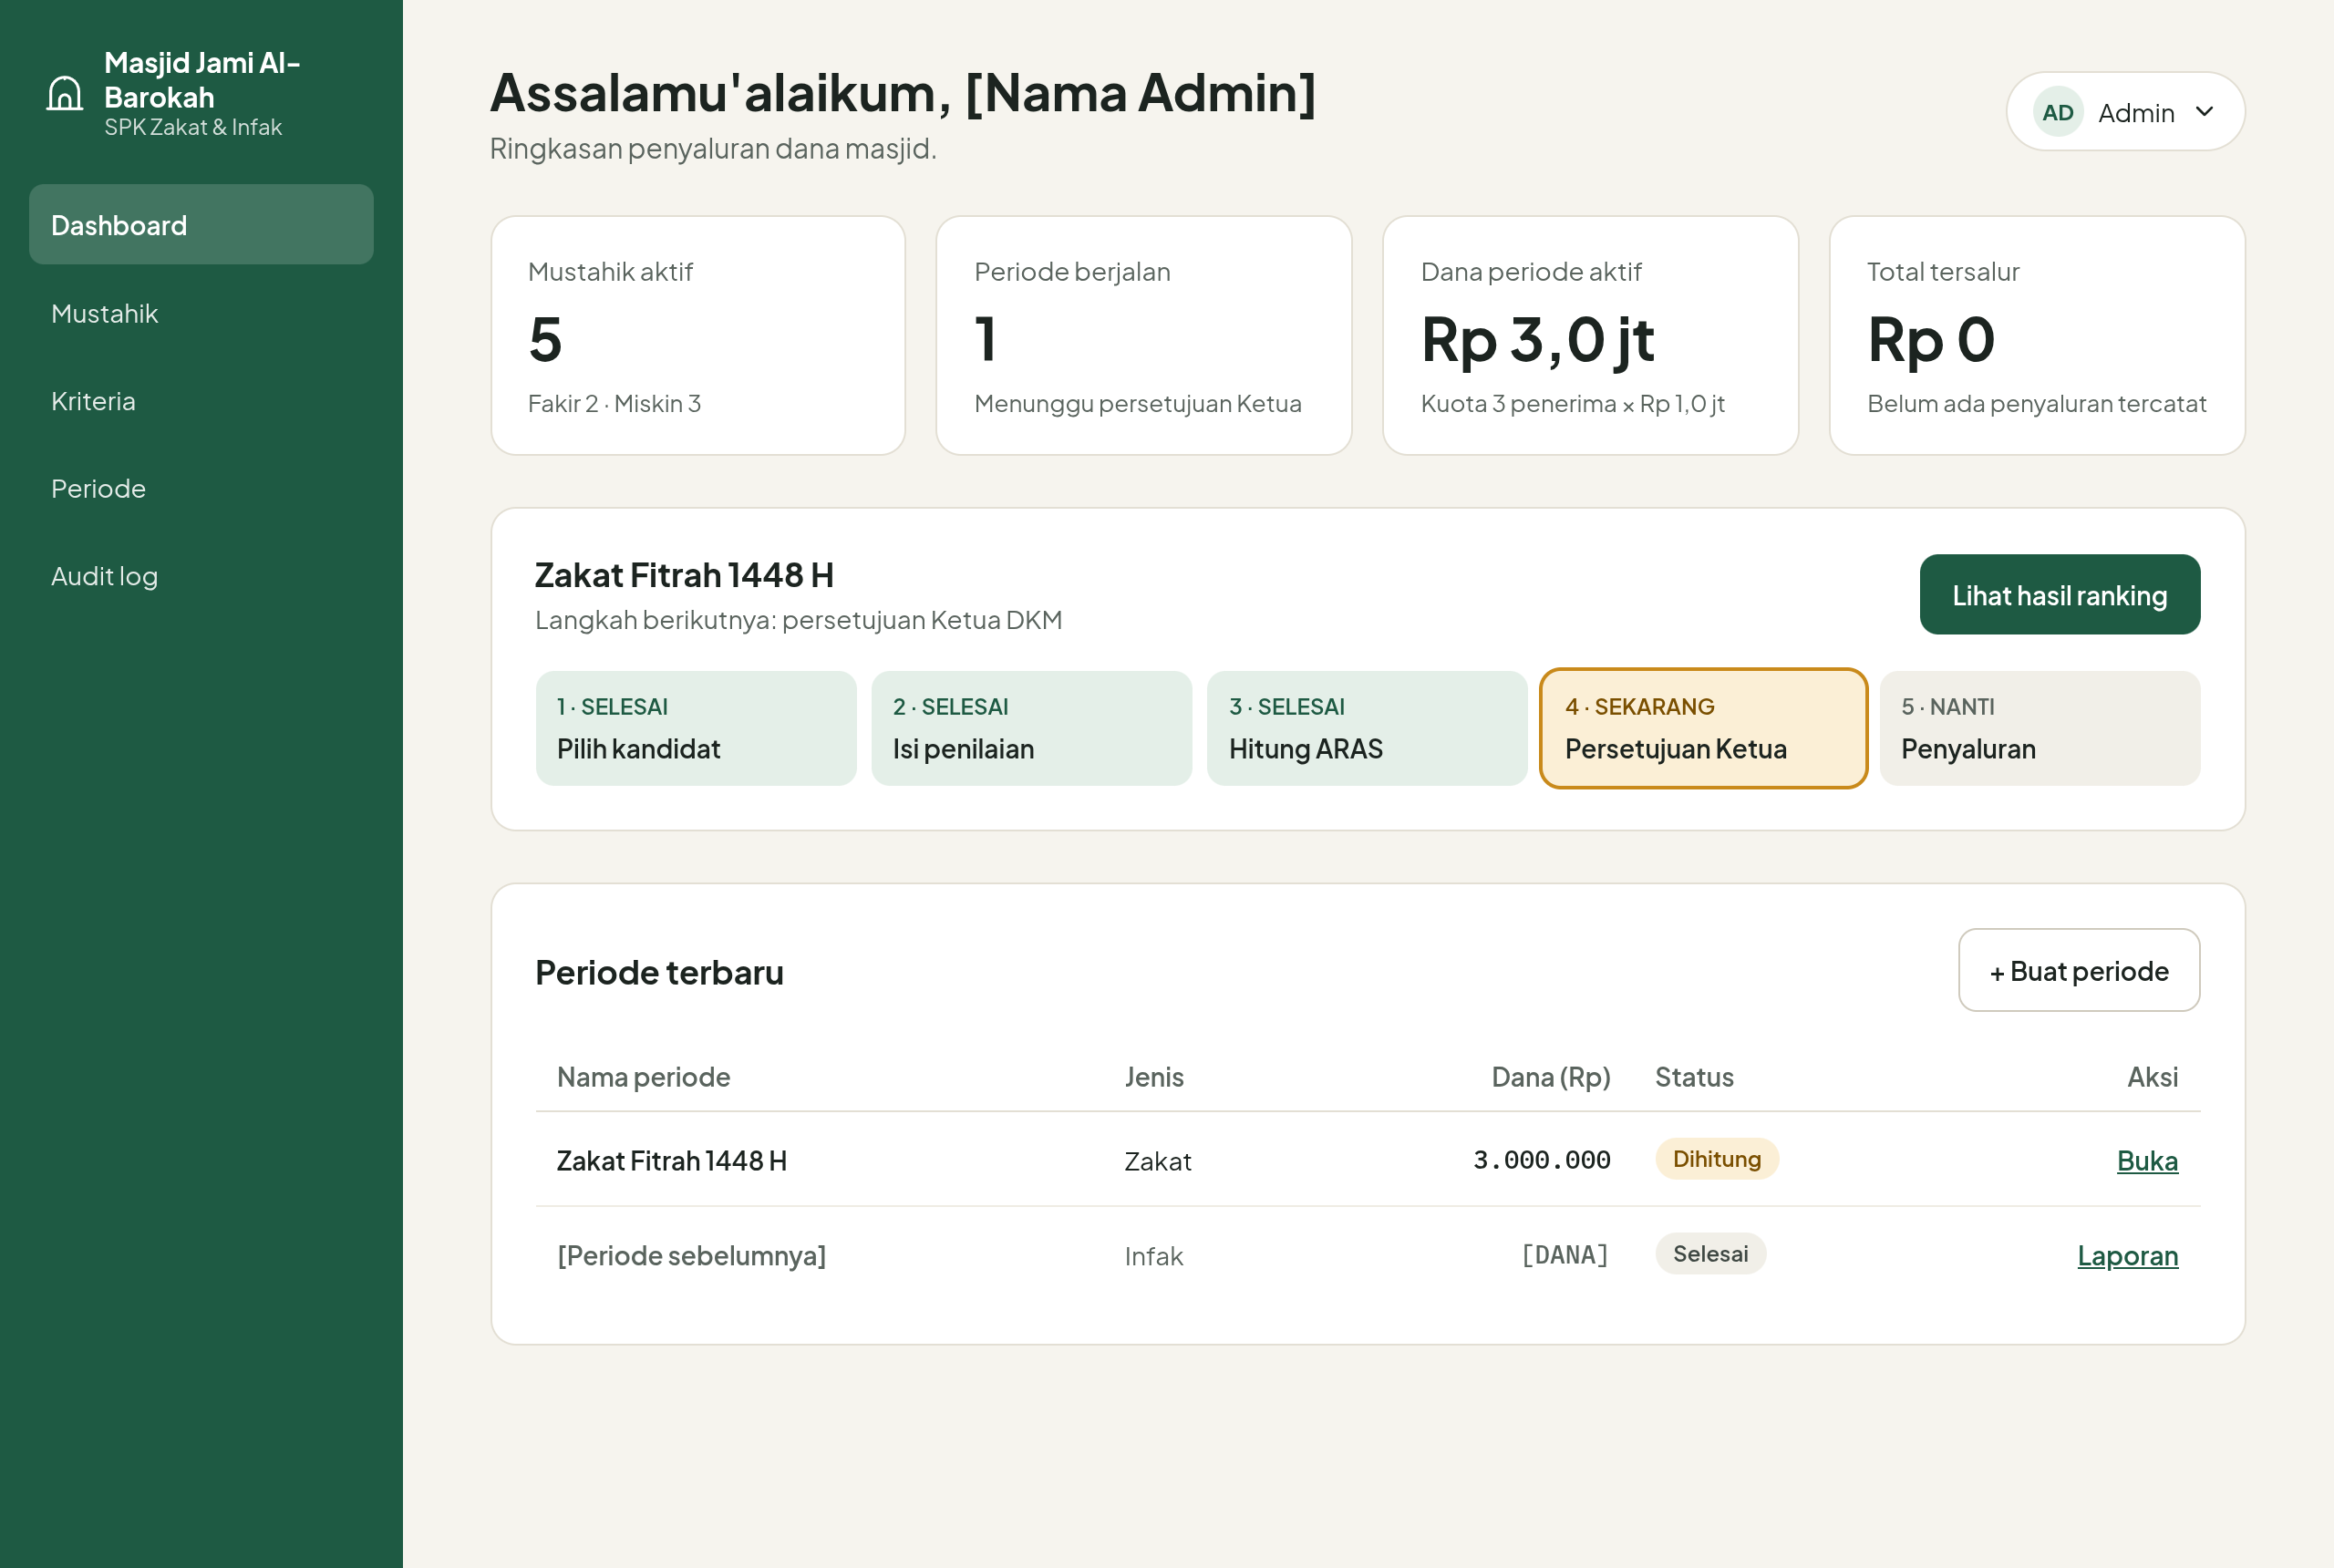 Masjid Jami Al-
Barokah
SPK Zakat & Infak
Dashboard
Mustahik
Kriteria
Periode
Audit log
Assalamu'alaikum, [Nama Admin]
Ringkasan penyaluran dana masjid.
AD Admin
Mustahik aktif
5
Fakir 2 · Miskin 3
Periode berjalan
1
Menunggu persetujuan Ketua
Dana periode aktif
Rp 3,0 jt
Kuota 3 penerima × Rp 1,0 jt
Total tersalur
Rp 0
Belum ada penyaluran tercatat
Zakat Fitrah 1448 H
Langkah berikutnya: persetujuan Ketua DKM
Lihat hasil ranking
1 · SELESAI
Pilih kandidat
2 · SELESAI
Isi penilaian
3 · SELESAI
Hitung ARAS
4 · SEKARANG
Persetujuan Ketua
5 · NANTI
Penyaluran
Periode terbaru
+ Buat periode
Nama periode Jenis Dana (Rp) Status Aksi
Zakat Fitrah 1448 H Zakat 3.000.000 Dihitung Buka
[Periode sebelumnya] Infak [DANA] Selesai Laporan